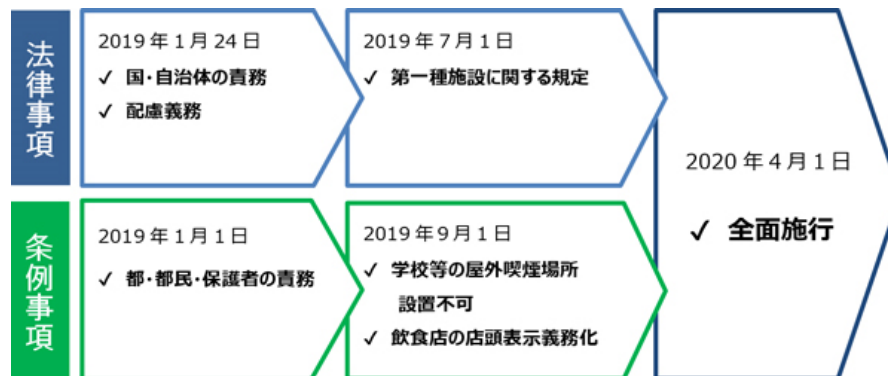 法律事項
2019年1月24日
✓ 国・自治体の責務
✓ 配慮義務
2019年7月1日
✓ 第一種施設に関する規定
条例事項
2019年1月1日
✓ 都・都民・保護者の責務
2019年9月1日
✓ 学校等の屋外喫煙場所
設置不可
✓ 飲食店の店頭表示義務化
2020年4月1日
✓ 全面施行